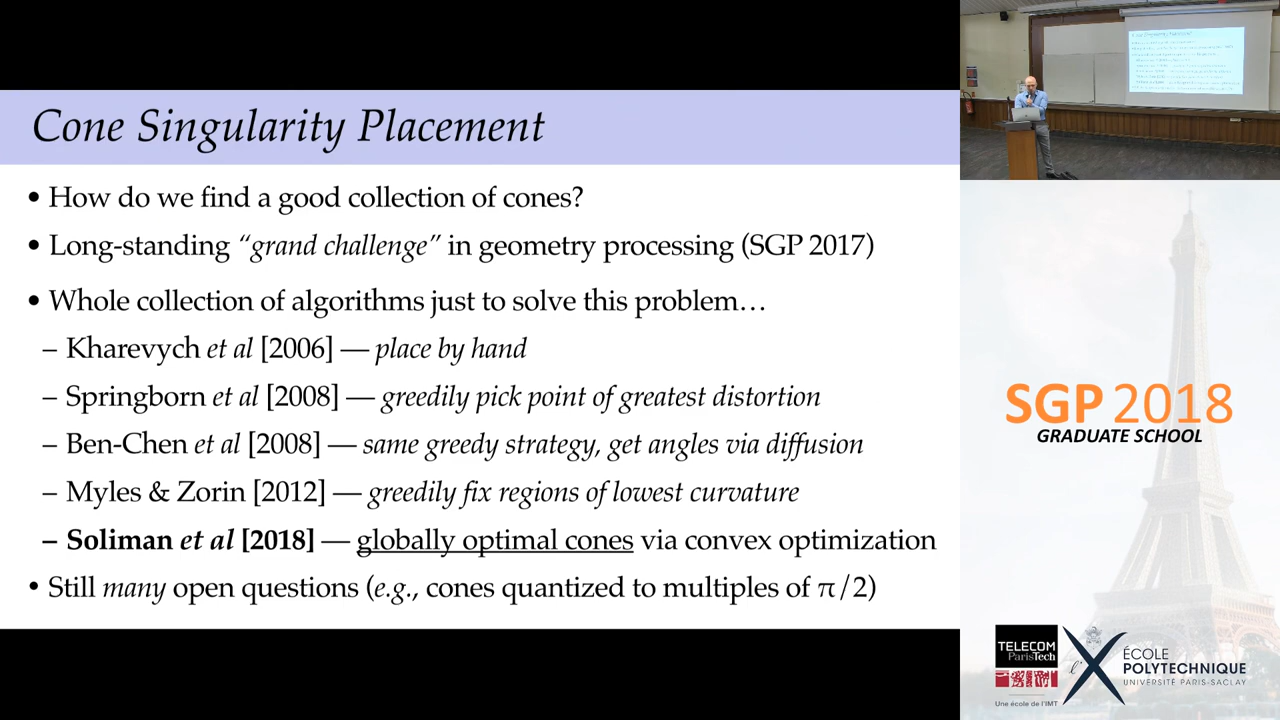 Cone Singularity Placement
• How do we find a good collection of cones?
• Long-standing “grand challenge” in geometry processing (SGP 2017)
• Whole collection of algorithms just to solve this problem…
– Kharevych et al [2006] — place by hand
– Springborn et al [2008] — greedily pick point of greatest distortion
– Ben-Chen et al [2008] — same greedy strategy, get angles via diffusion
– Myles & Zorin [2012] — greedily fix regions of lowest curvature
– Soliman et al [2018] — globally optimal cones via convex optimization
• Still many open questions (e.g., cones quantized to multiples of π/2)
SGP 2018
GRADUATE SCHOOL
TELECOM
ParisTech
Une école de l'IMT
l'X
ÉCOLE
POLYTECHNIQUE
UNIVERSITÉ PARIS-SACLAY